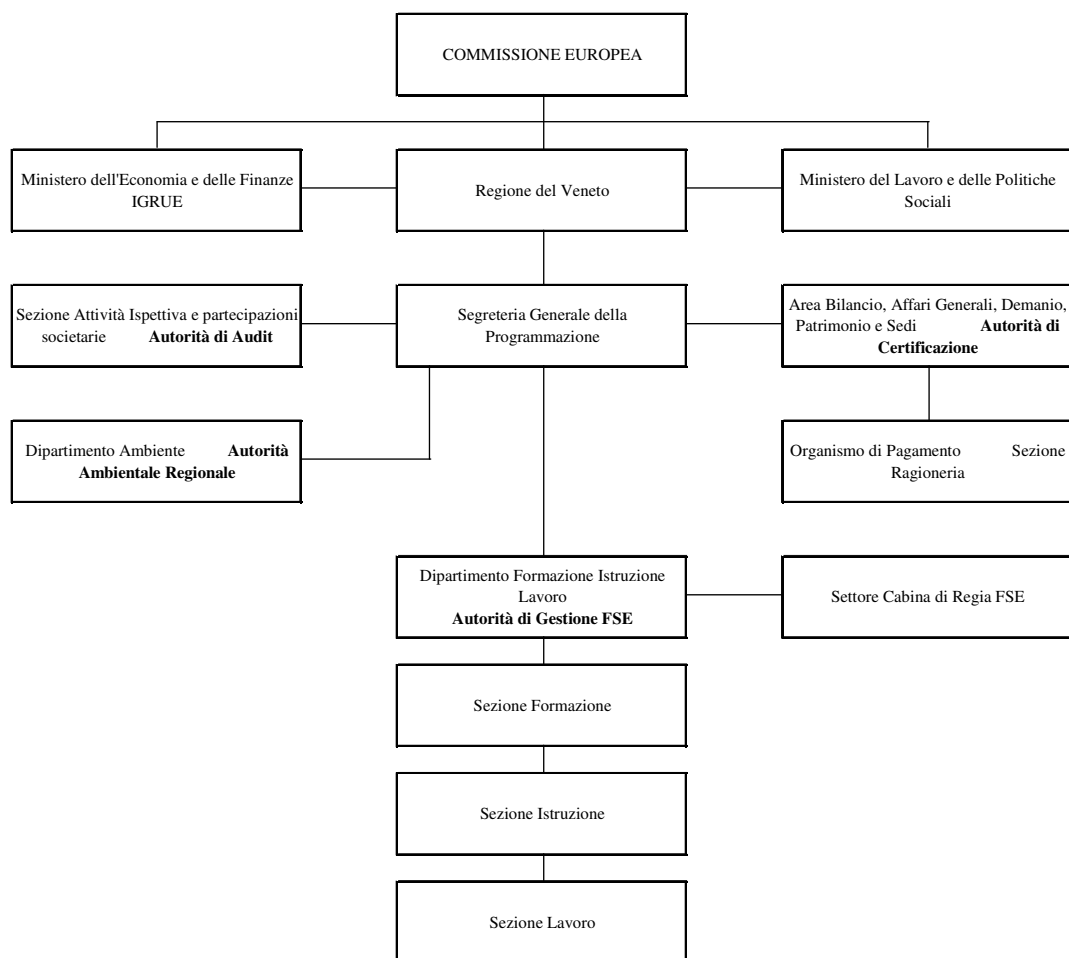 COMMISSIONE EUROPEA
Ministero dell'Economia e delle Finanze
IGRUE
Regione del Veneto
Ministero del Lavoro e delle Politiche
Sociali
Sezione Attività Ispettiva e partecipazioni
societarie Autorità di Audit
Segreteria Generale della
Programmazione
Area Bilancio, Affari Generali, Demanio,
Patrimonio e Sedi Autorità di
Certificazione
Dipartimento Ambiente Autorità
Ambientale Regionale
Organismo di Pagamento Sezione
Ragioneria
Dipartimento Formazione Istruzione
Lavoro
Autorità di Gestione FSE
Settore Cabina di Regia FSE
Sezione Formazione
Sezione Istruzione
Sezione Lavoro